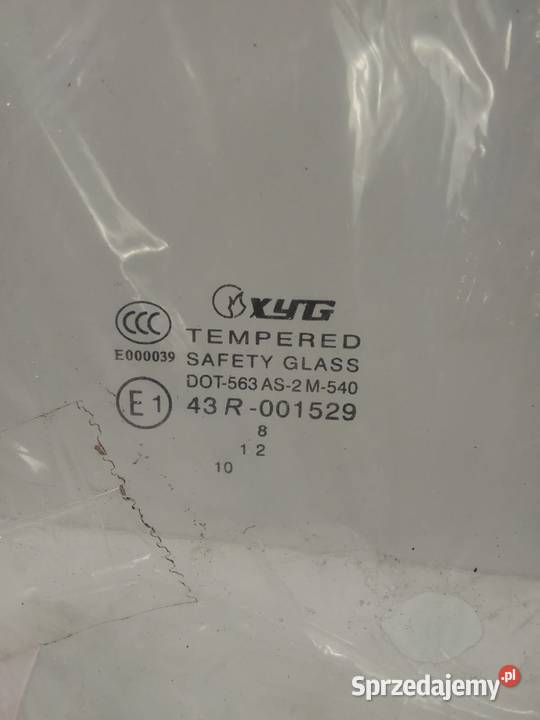 XYG
CCC
TEMPERED
E000039
SAFETY GLASS
DOT-563 AS-2 M-540
E1
43 R -001529
8
1 2
10
Sprzedajemy.pl